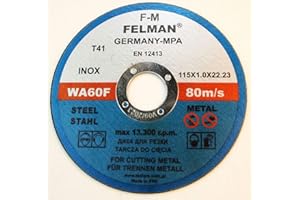 F-M
FELMAN®
GERMANY-MPA
T41
EN 12413
INOX
115X1.0X22.23
WA60F
80m/s
STEEL
STAHL
METAL
max 13.300 r.p.m.
ДИСК ДЛЯ РЕЗКИ
TARCZA DO CIĘCIA
FOR CUTTING METAL
FÜR TRENNEN METALL